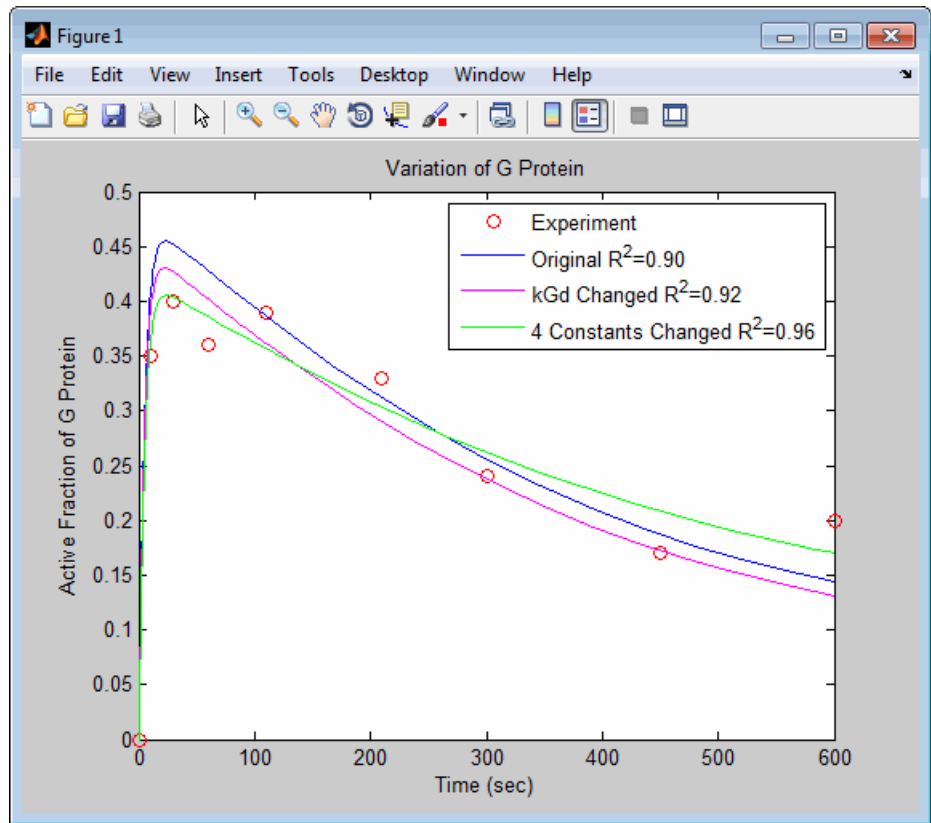 Figure 1
File Edit View Insert Tools Desktop Window Help
Variation of G Protein
Experiment
Original R²=0.90
kGd Changed R²=0.92
4 Constants Changed R²=0.96
Active Fraction of G Protein
0.5
0.45
0.4
0.35
0.3
0.25
0.2
0.15
0.1
0.05
0
0 100 200 300 400 500 600
Time (sec)